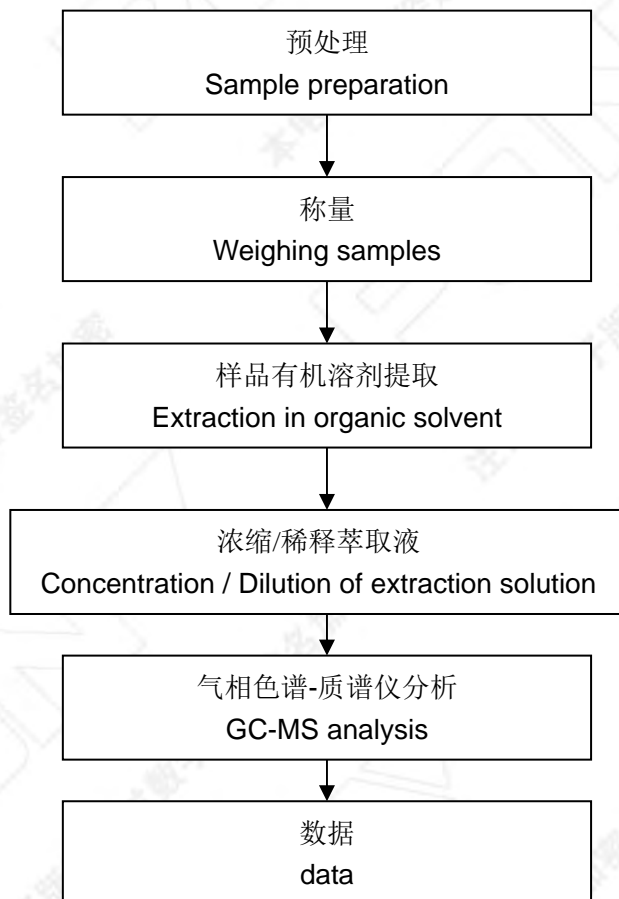 预处理
Sample preparation
称量
Weighing samples
样品有机溶剂提取
Extraction in organic solvent
浓缩/稀释萃取液
Concentration / Dilution of extraction solution
气相色谱-质谱仪分析
GC-MS analysis
数据
data